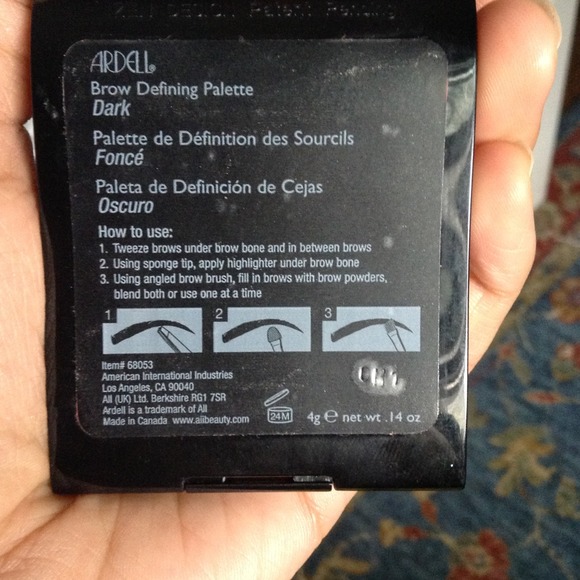 DESIGN Patent Pending
ARDELL®
Brow Defining Palette
Dark
Palette de Définition des Sourcils
Foncé
Paleta de Definición de Cejas
Oscuro
How to use:
1. Tweeze brows under brow bone and in between brows
2. Using sponge tip, apply highlighter under brow bone
3. Using angled brow brush, fill in brows with brow powders,
blend both or use one at a time
1 2 3
Item# 68053
American International Industries
Los Angeles, CA 90040
AII (UK) Ltd. Berkshire RG1 7SR
Ardell is a trademark of AII
Made in Canada www.aiibeauty.com
24M
4g e net wt .14 oz